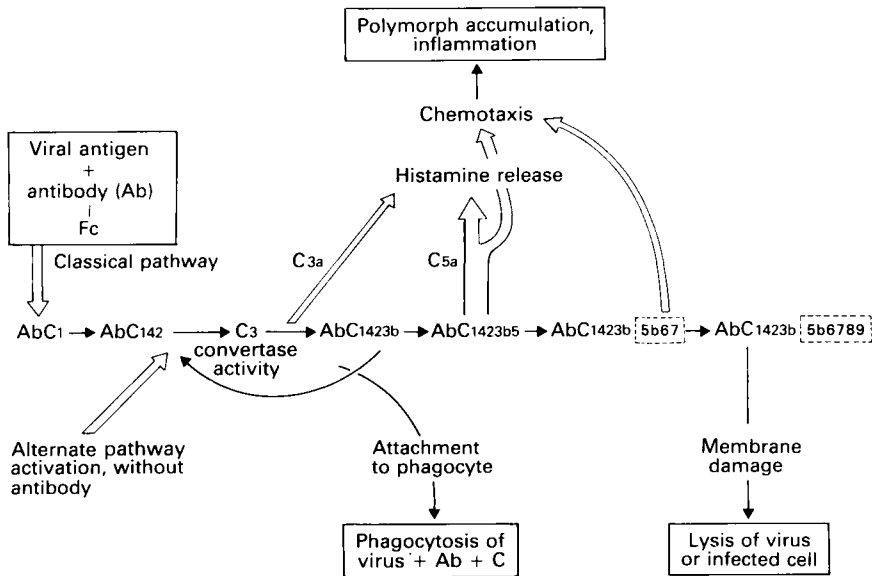 Polymorph accumulation,
inflammation
Chemotaxis
Viral antigen
+
antibody (Ab)
Fc
Histamine release
Classical pathway
C3a
C5a
AbC1
AbC142
C3
convertase
activity
AbC1423b
AbC1423b5
AbC1423b 5b67
AbC1423b 5b6789
Alternate pathway
activation, without
antibody
Attachment
to phagocyte
Membrane
damage
Phagocytosis of
virus + Ab + C
Lysis of virus
or infected cell